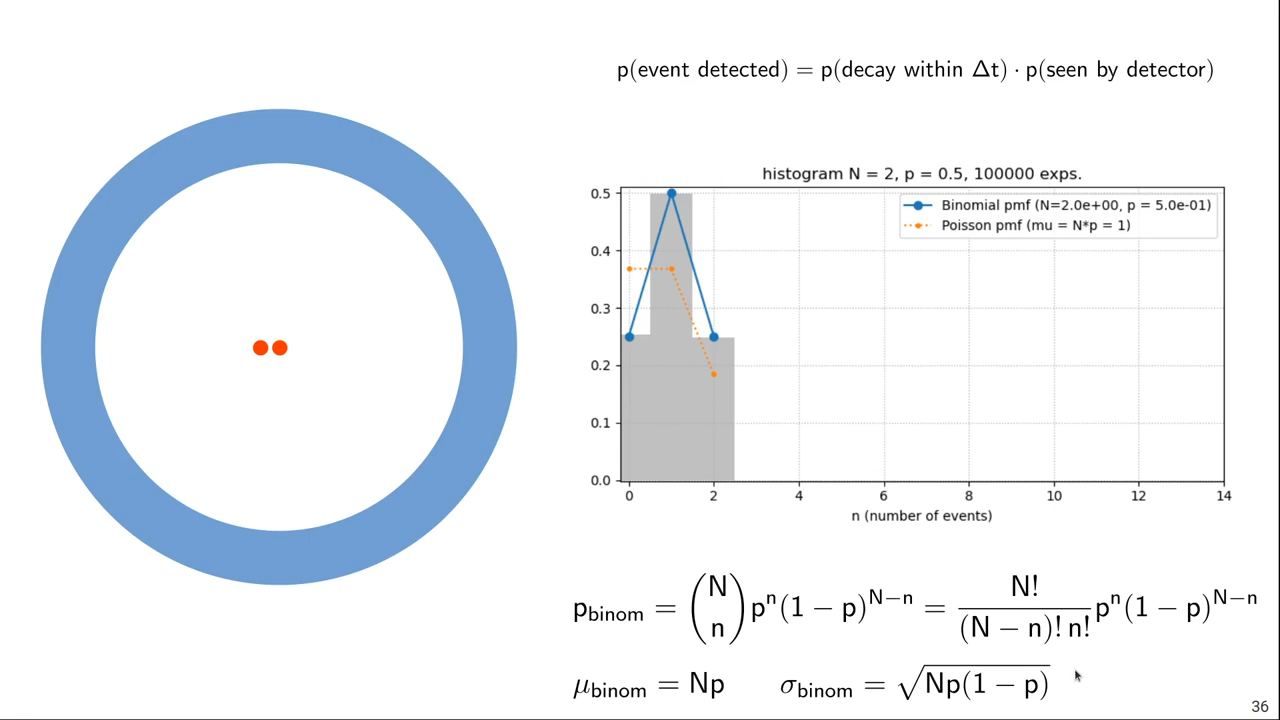 p(event detected) = p(decay within Δt) · p(seen by detector)
histogram N = 2, p = 0.5, 100000 exps.
Binomial pmf (N=2.0e+00, p = 5.0e-01)
Poisson pmf (mu = N*p = 1)
0.5
0.4
0.3
0.2
0.1
0.0
0 2 4 6 8 10 12 14
n (number of events)
p_binom = (N n) p^n (1 − p)^{N−n} = N! / ((N − n)! n!) p^n (1 − p)^{N−n}
μ_binom = Np σ_binom = √(Np(1 − p))
36